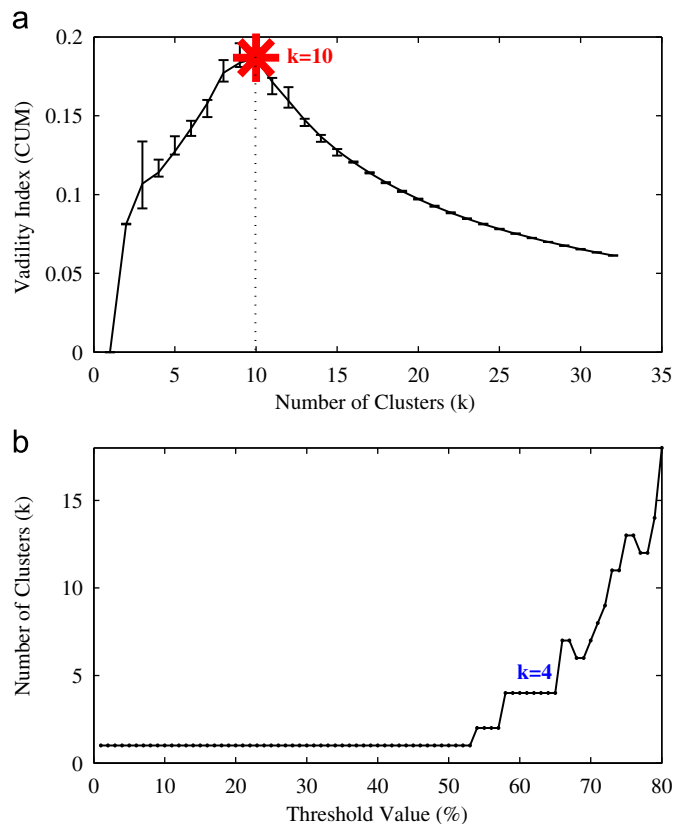 a
0.2
0.15
0.1
0.05
0
Vadility Index (CUM)
k=10
0 5 10 15 20 25 30 35
Number of Clusters (k)
b
15
10
5
0
Number of Clusters (k)
k=4
0 10 20 30 40 50 60 70 80
Threshold Value (%)